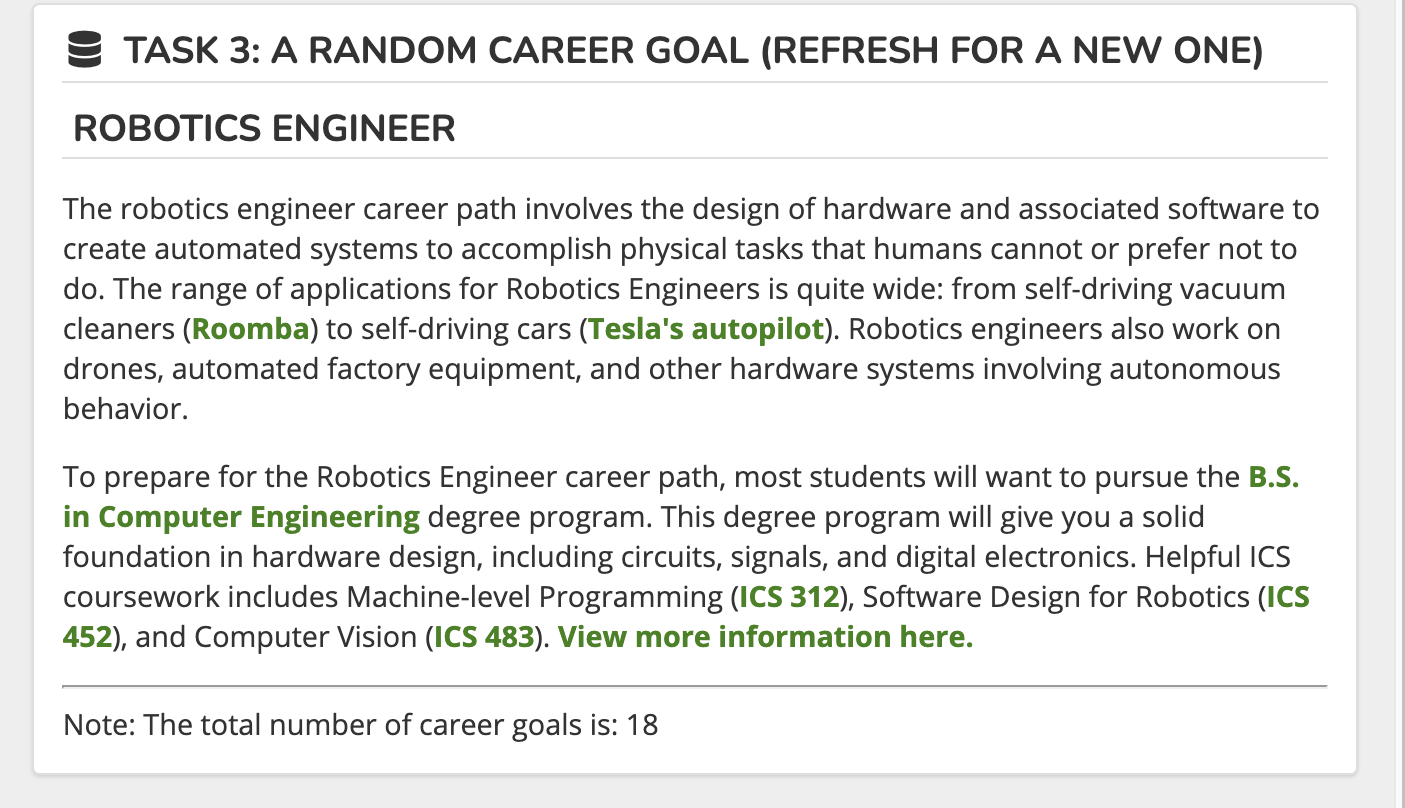 TASK 3: A RANDOM CAREER GOAL (REFRESH FOR A NEW ONE)
ROBOTICS ENGINEER
The robotics engineer career path involves the design of hardware and associated software to
create automated systems to accomplish physical tasks that humans cannot or prefer not to
do. The range of applications for Robotics Engineers is quite wide: from self-driving vacuum
cleaners (Roomba) to self-driving cars (Tesla's autopilot). Robotics engineers also work on
drones, automated factory equipment, and other hardware systems involving autonomous
behavior.
To prepare for the Robotics Engineer career path, most students will want to pursue the B.S.
in Computer Engineering degree program. This degree program will give you a solid
foundation in hardware design, including circuits, signals, and digital electronics. Helpful ICS
coursework includes Machine-level Programming (ICS 312), Software Design for Robotics (ICS
452), and Computer Vision (ICS 483). View more information here.
Note: The total number of career goals is: 18